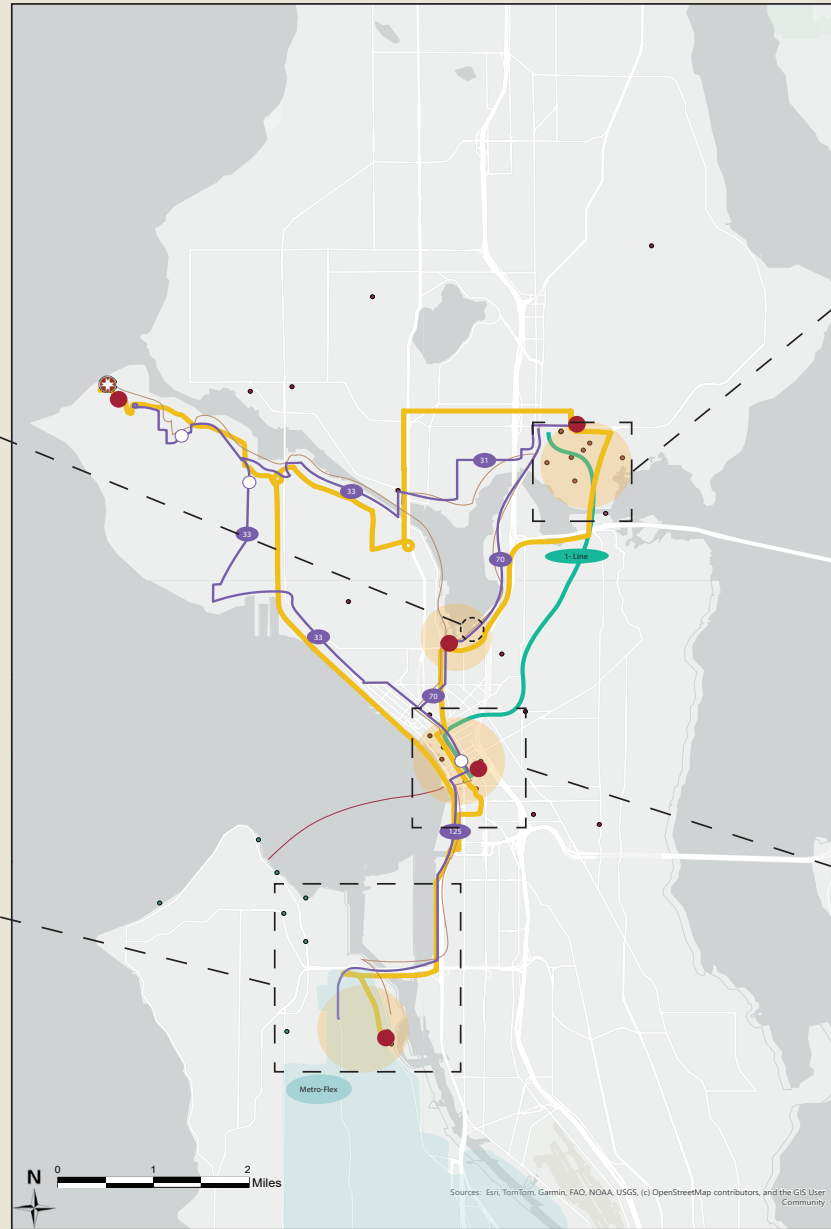 31
33
33
70
1- Line
33
70
125
Metro-Flex
N
0 1 2
Miles
Sources: Esri, TomTom, Garmin, FAO, NOAA, USGS, (c) OpenStreetMap contributors, and the GIS User
Community